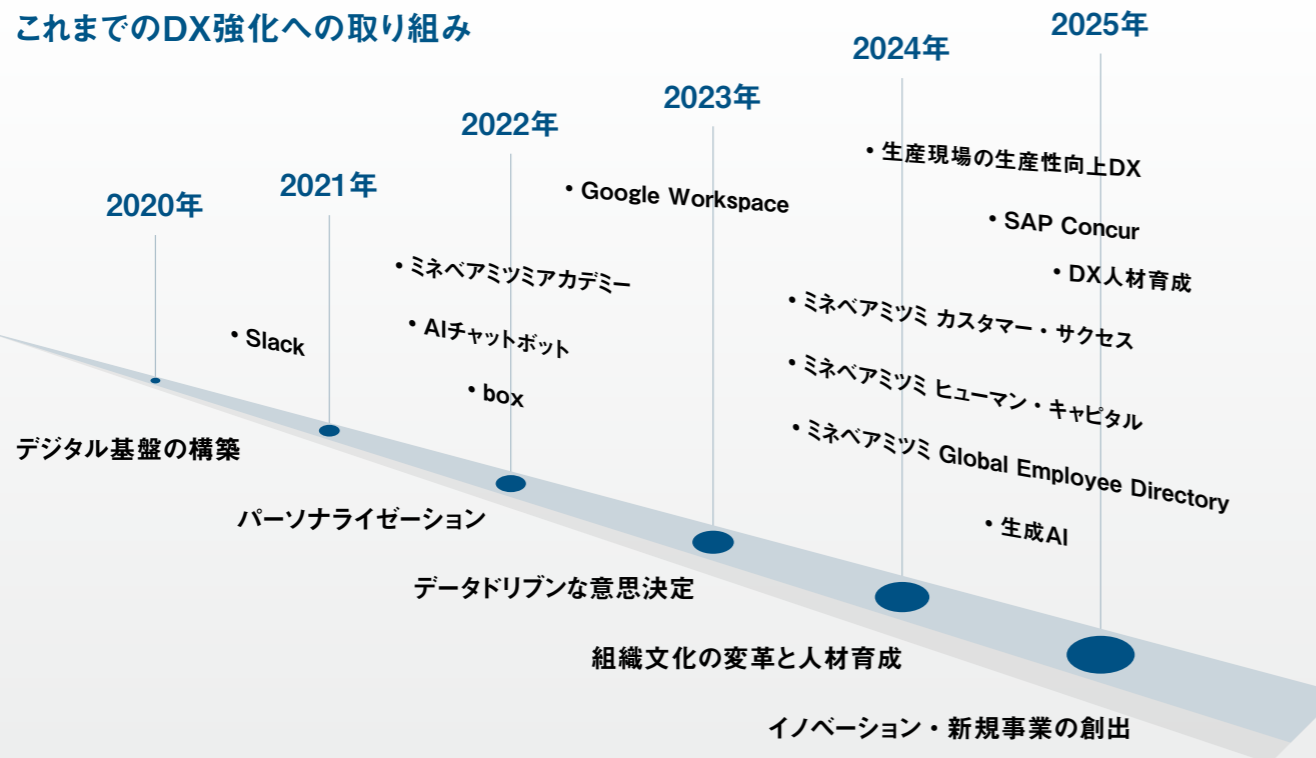 これまでのDX強化への取り組み
2020年
2021年
2022年
2023年
2024年
2025年
• Slack
• ミネベアミツミアカデミー
• AIチャットボット
• box
• Google Workspace
• 生産現場の生産性向上DX
• SAP Concur
• DX人材育成
• ミネベアミツミ カスタマー・サクセス
• ミネベアミツミ ヒューマン・キャピタル
• ミネベアミツミ Global Employee Directory
• 生成AI
デジタル基盤の構築
パーソナライゼーション
データドリブンな意思決定
組織文化の変革と人材育成
イノベーション・新規事業の創出